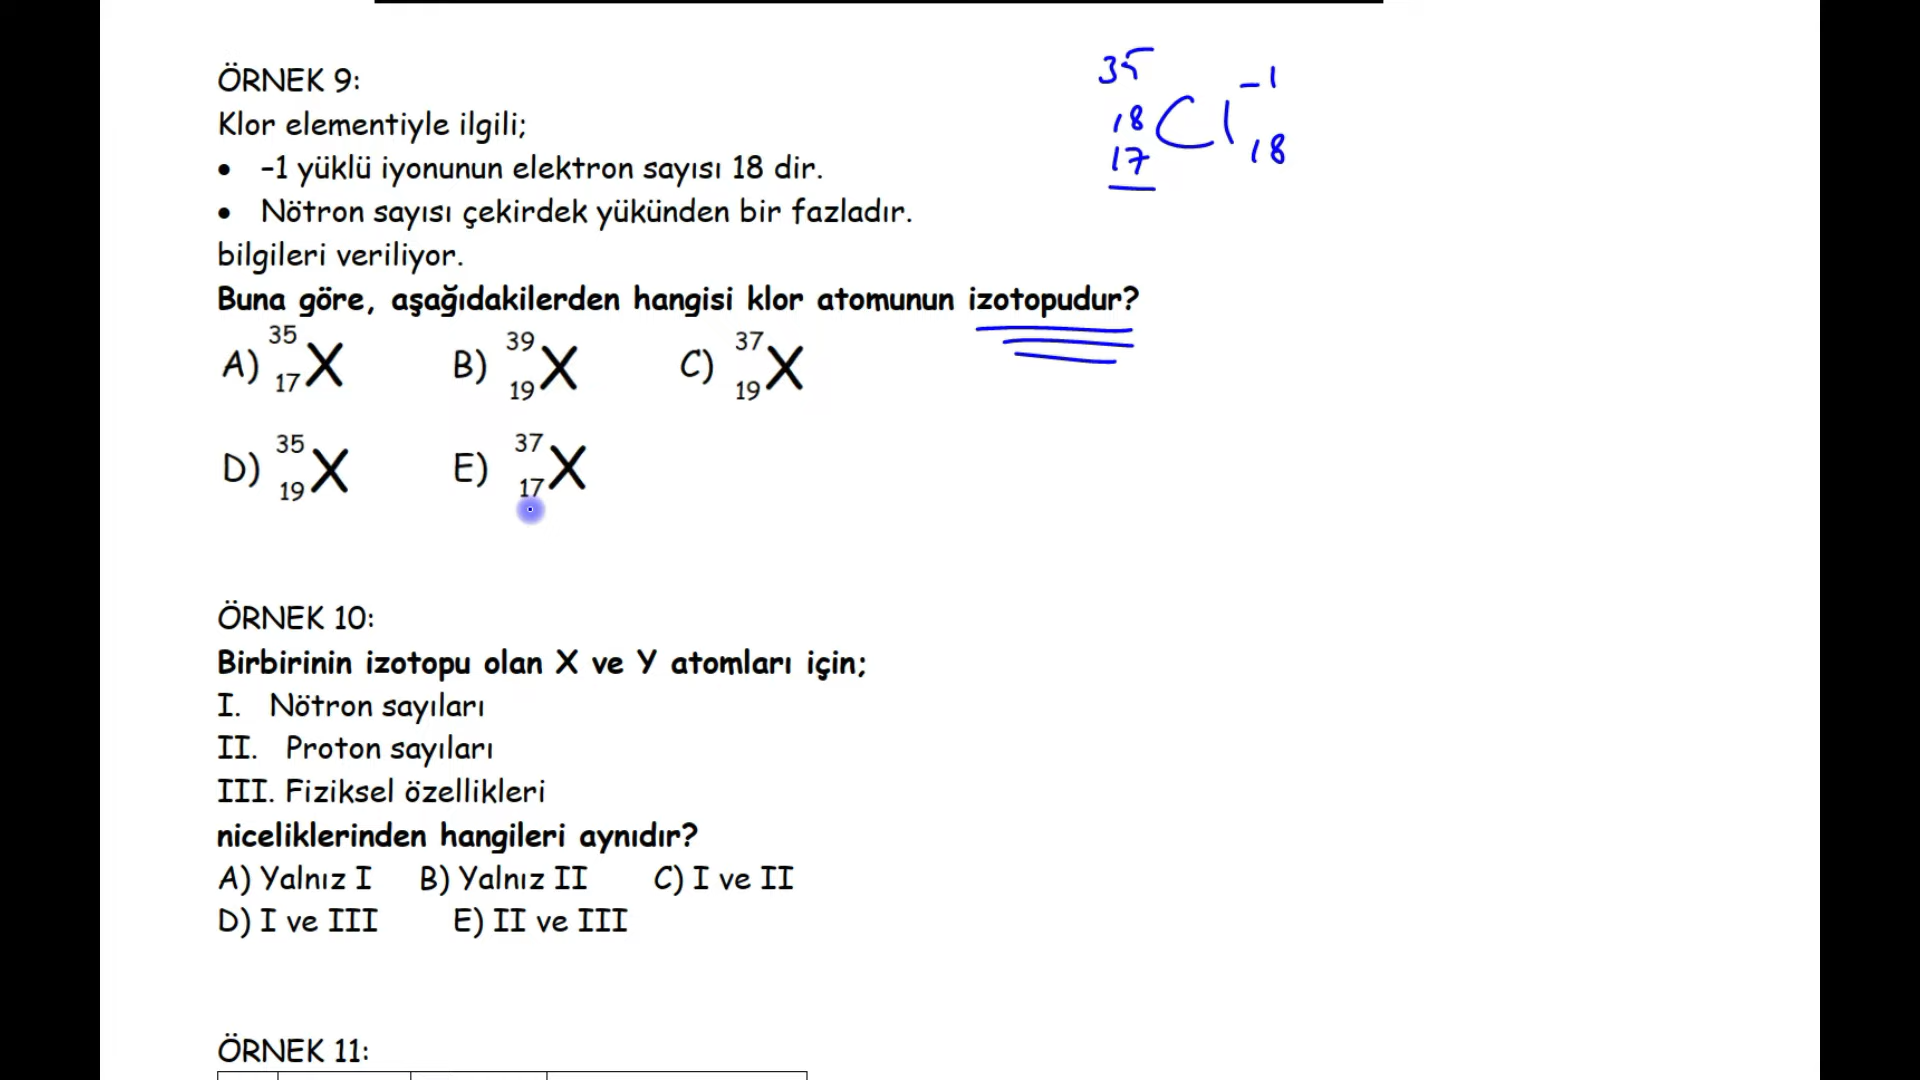 ÖRNEK 9:
Klor elementiyle ilgili;
• -1 yüklü iyonunun elektron sayısı 18 dir.
• Nötron sayısı çekirdek yükünden bir fazladır.
bilgileri veriliyor.
Buna göre, aşağıdakilerden hangisi klor atomunun izotopudur?
A) 35 17 X B) 39 19 X C) 37 19 X
D) 35 19 X E) 37 17 X
35
18 Cl -1
17 18
ÖRNEK 10:
Birbirinin izotopu olan X ve Y atomları için;
I. Nötron sayıları
II. Proton sayıları
III. Fiziksel özellikleri
niceliklerinden hangileri aynıdır?
A) Yalnız I B) Yalnız II C) I ve II
D) I ve III E) II ve III
ÖRNEK 11: